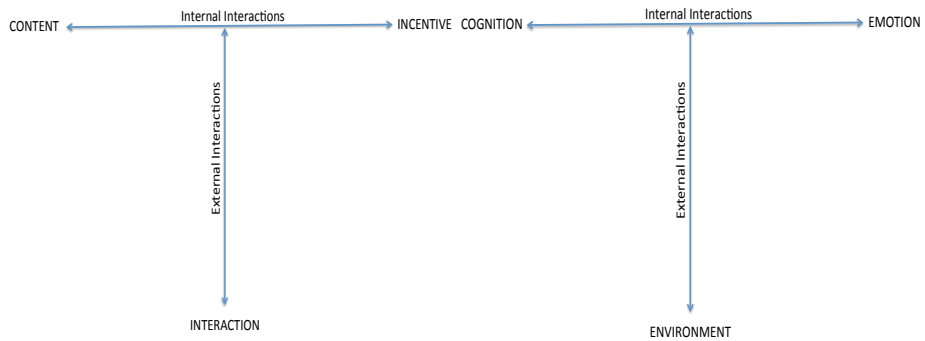 Internal Interactions
CONTENT
INCENTIVE
External Interactions
INTERACTION
Internal Interactions
COGNITION
EMOTION
External Interactions
ENVIRONMENT